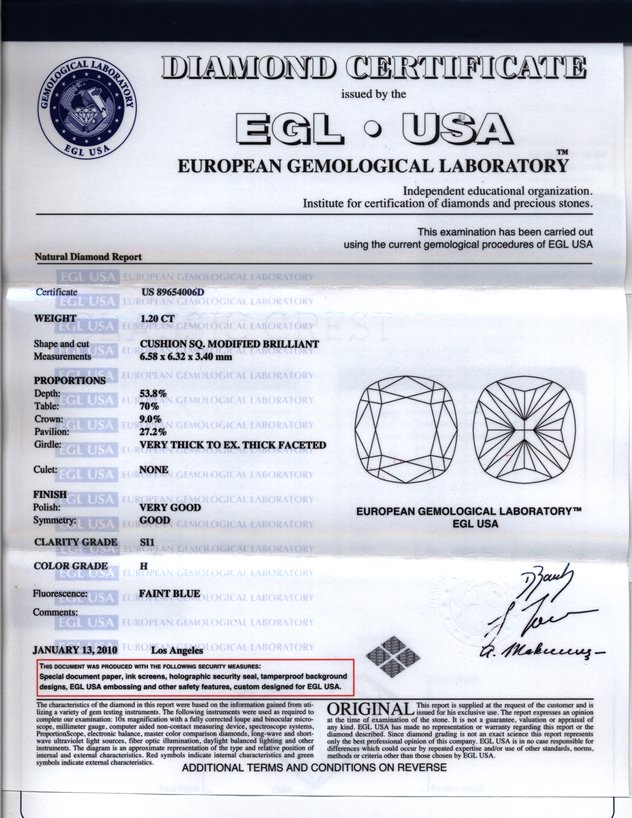 GEMOLOGICAL LABORATORY
EGL USA
DIAMOND CERTIFICATE
issued by the
EGL • USA
EUROPEAN GEMOLOGICAL LABORATORY™
Independent educational organization.
Institute for certification of diamonds and precious stones.
This examination has been carried out
using the current gemological procedures of EGL USA
Natural Diamond Report
EGL USA EUROPEAN GEMOLOGICAL LABORATORY
Certificate US 89654006D
WEIGHT 1.20 CT
Shape and cut CUSHION SQ. MODIFIED BRILLIANT
Measurements 6.58 x 6.32 x 3.40 mm
PROPORTIONS
Depth: 53.8%
Table: 70%
Crown: 9.0%
Pavilion: 27.2%
Girdle: VERY THICK TO EX. THICK FACETED
Culet: NONE
FINISH
Polish: VERY GOOD
Symmetry: GOOD
CLARITY GRADE SI1
COLOR GRADE H
Fluorescence: FAINT BLUE
Comments:
JANUARY 13, 2010 Los Angeles
EUROPEAN GEMOLOGICAL LABORATORY™
EGL USA
THIS DOCUMENT WAS PRODUCED WITH THE FOLLOWING SECURITY MEASURES:
Special document paper, ink screens, holographic security seal, tamperproof background
designs, EGL USA embossing and other safety features, custom designed for EGL USA.
The characteristics of the diamond in this report were based on the information gained from uti-
lizing a variety of gem testing instruments. The following instruments were used as required to
complete our examination: 10x magnification with a fully corrected loupe and binocular micro-
scope, millimeter gauge, computer aided non-contact measuring device, spectroscope systems,
ProportionScope, electronic balance, master color comparison diamonds, long-wave and short-
wave ultraviolet light sources, fiber optic illumination, daylight balanced lighting and other
instruments. The diagram is an approximate representation of the type and relative position of
internal and external characteristics. Red symbols indicate internal characteristics and green
symbols indicate external characteristics.
ORIGINAL This report is supplied at the request of the customer and is
issued for his exclusive use. The report expresses an opinion
at the time of examination of the stone. It is not a guarantee, valuation or appraisal of
any kind. EGL USA has made no representation or warranty regarding this report or the
diamond described. Since diamond grading is not an exact science this report represents
only the best professional opinion of this company. EGL USA is in no case responsible for
differences which could occur by repeated expertise and/or use of other standards, norms,
methods or criteria other than those chosen by EGL USA.
ADDITIONAL TERMS AND CONDITIONS ON REVERSE